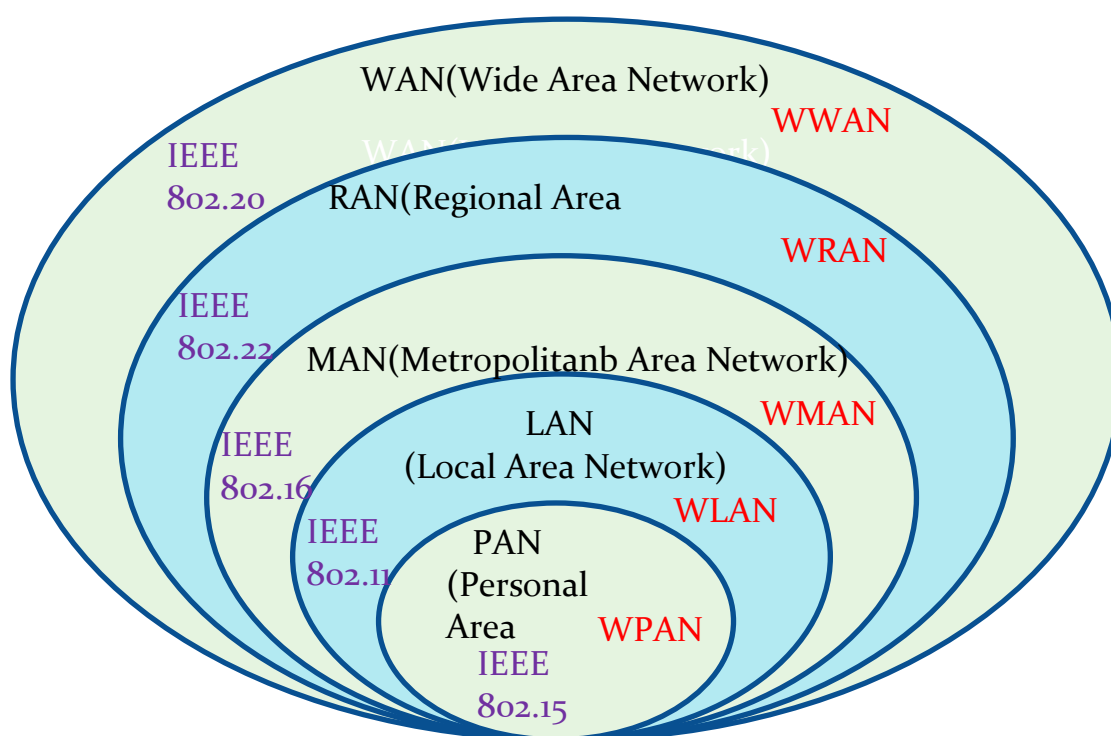 WAN(Wide Area Network)
WWAN
IEEE
802.20
RAN(Regional Area
WRAN
IEEE
802.22
MAN(Metropolitanb Area Network)
WMAN
IEEE
802.16
LAN
(Local Area Network)
WLAN
IEEE
802.11
PAN
(Personal
Area
WPAN
IEEE
802.15